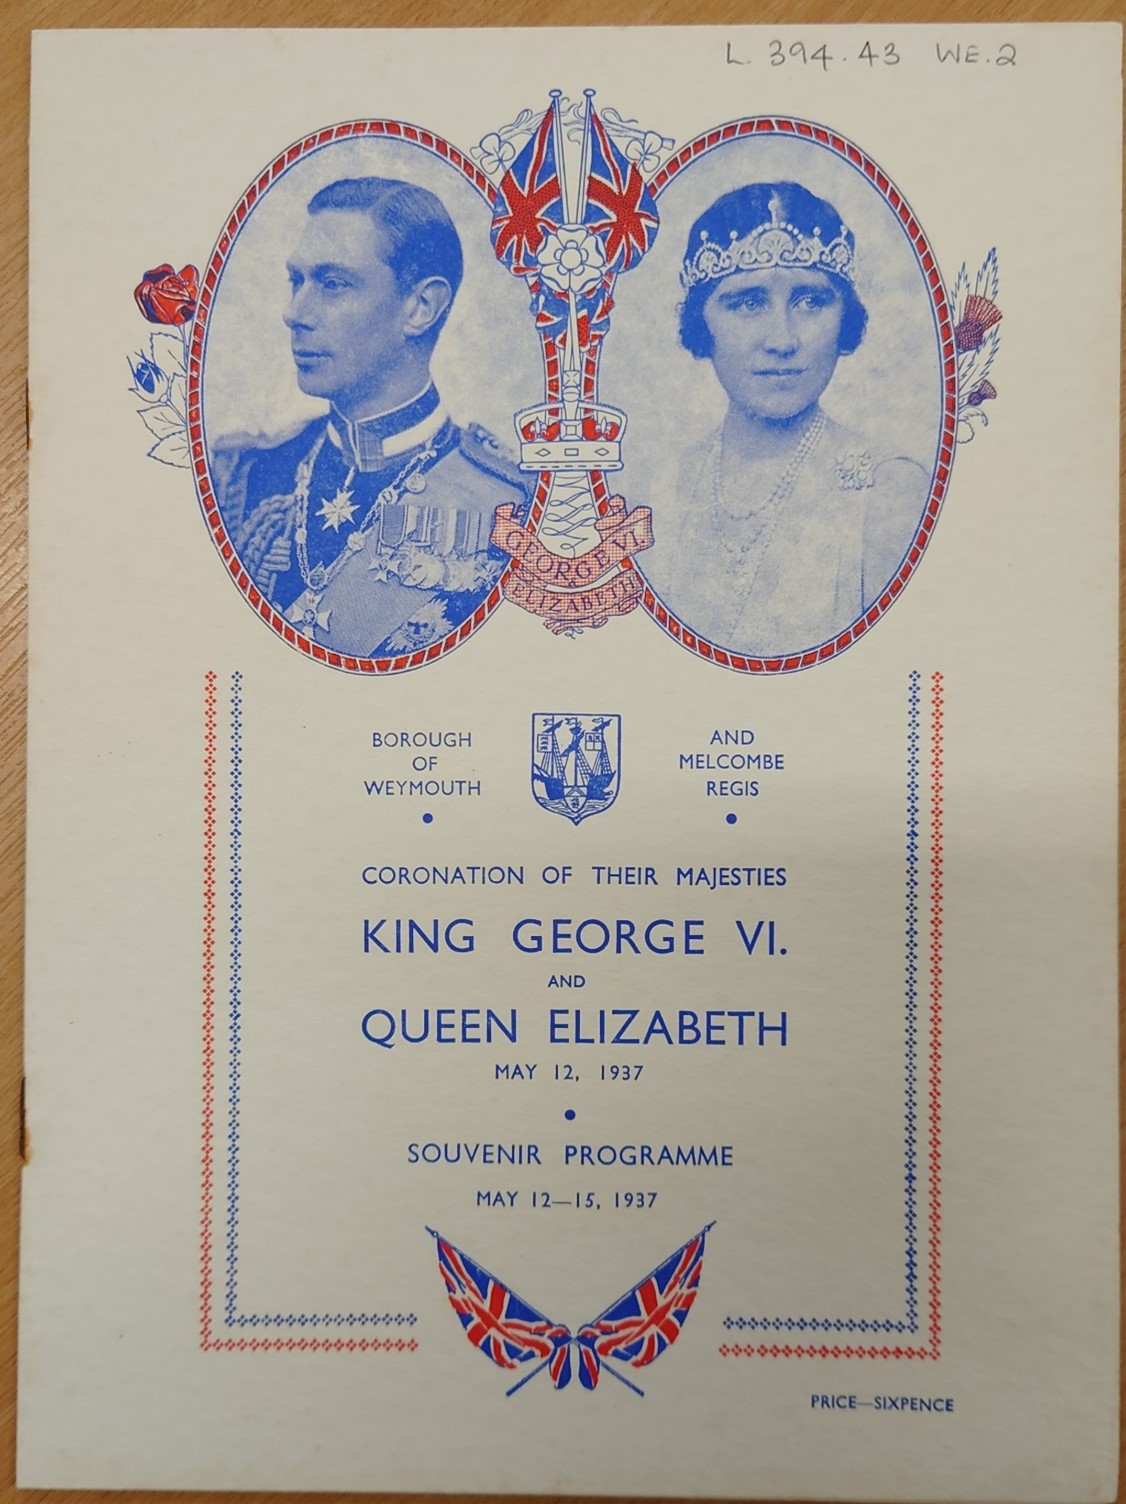 L. 394.43 WE.2
GEORGE VI.
&
ELIZABETH
BOROUGH
OF
WEYMOUTH
AND
MELCOMBE
REGIS
CORONATION OF THEIR MAJESTIES
KING GEORGE VI.
AND
QUEEN ELIZABETH
MAY 12, 1937
SOUVENIR PROGRAMME
MAY 12—15, 1937
PRICE—SIXPENCE